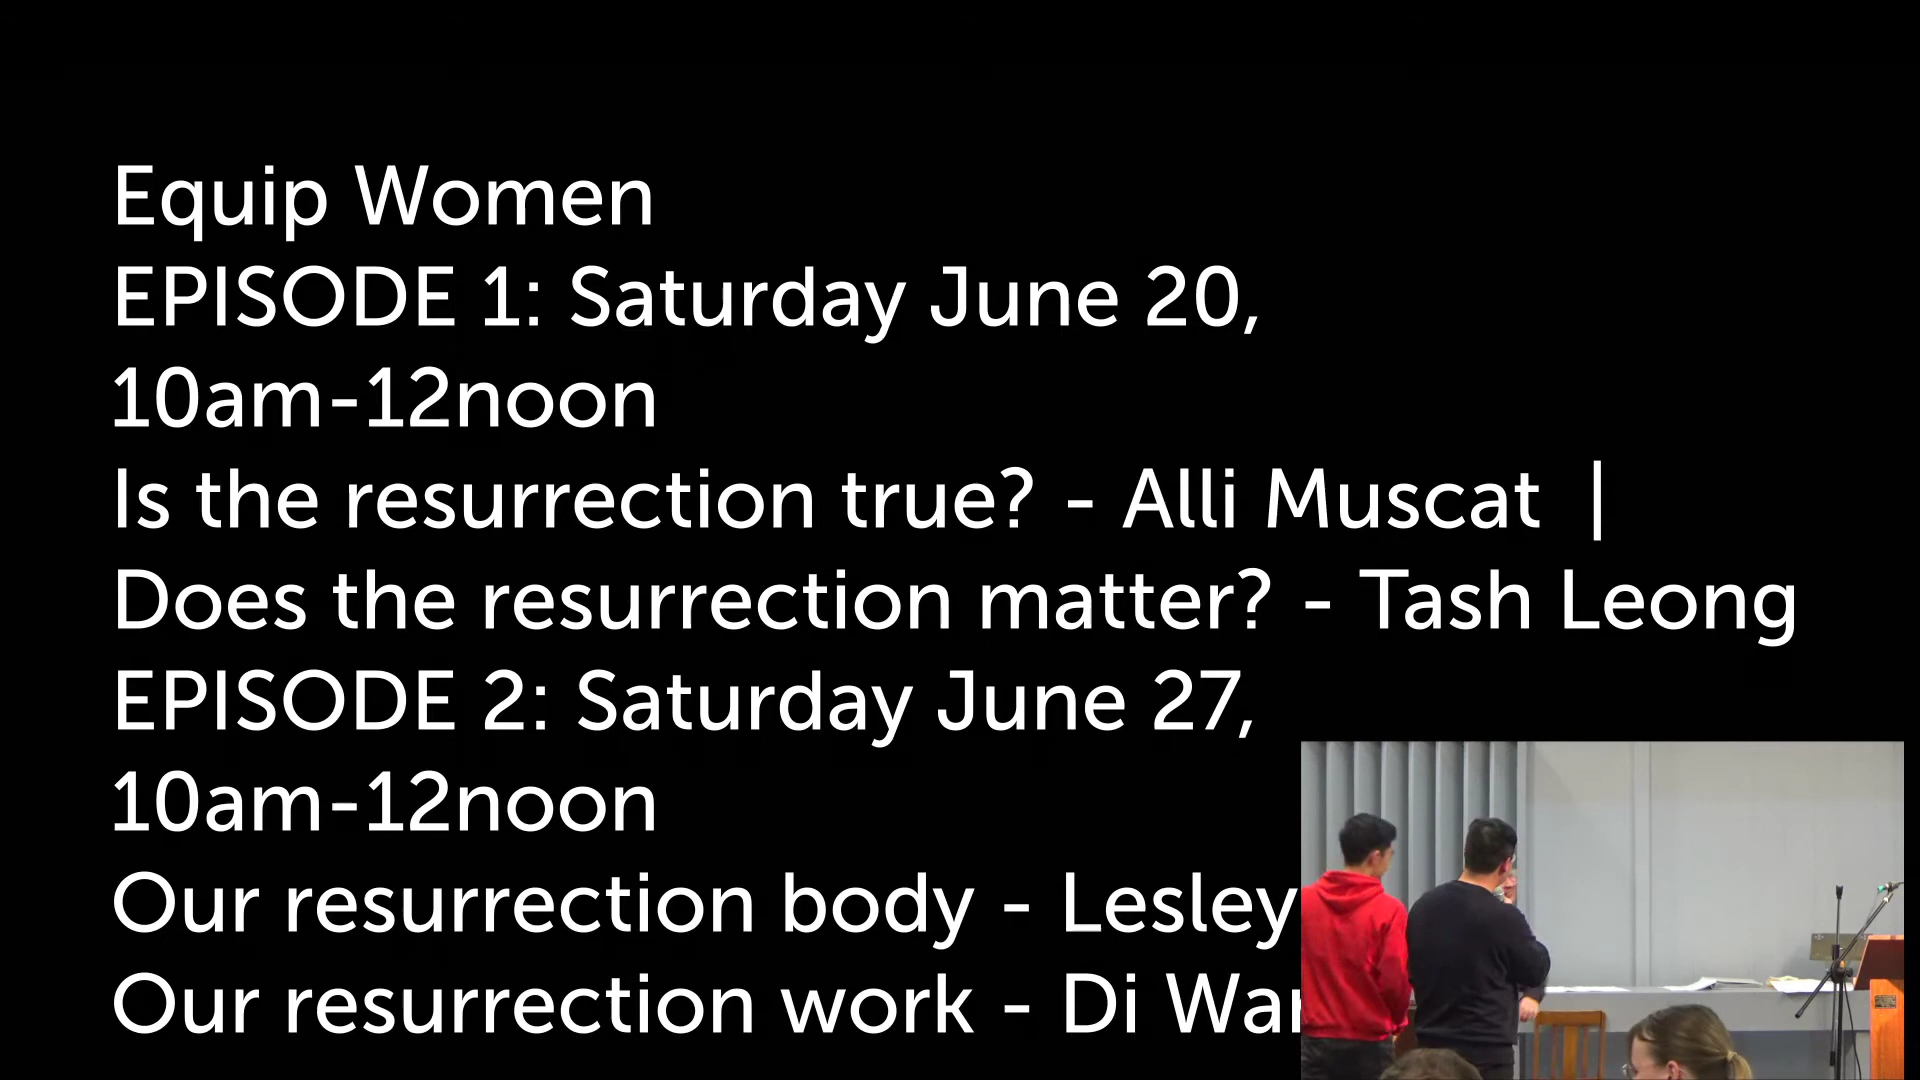 Equip Women
EPISODE 1: Saturday June 20,
10am-12noon
Is the resurrection true? - Alli Muscat |
Does the resurrection matter? - Tash Leong
EPISODE 2: Saturday June 27,
10am-12noon
Our resurrection body - Lesley
Our resurrection work - Di